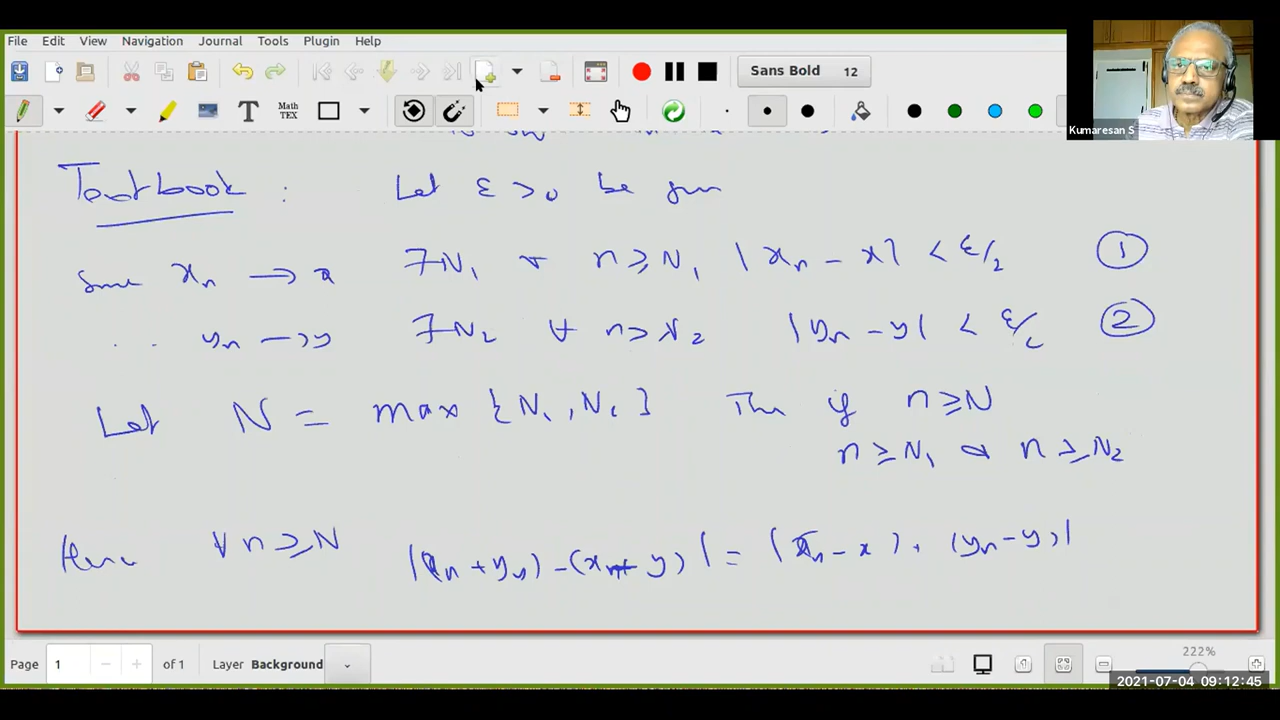 File Edit View Navigation Journal Tools Plugin Help
Sans Bold 12
Math TEX
Kumaresan S
Textbook : Let ε > 0 be given
Since xₙ → x ∃ N₁ ∀ n ≥ N₁ |xₙ - x| < ε/2 ①
.. yₙ → y ∃ N₂ ∀ n ≥ N₂ |yₙ - y| < ε/2 ②
Let N = max {N₁, N₂} Then if n ≥ N
n ≥ N₁ & n ≥ N₂
Hence ∀ n ≥ N |(xₙ + yₙ) - (x + y)| = |(xₙ - x) + (yₙ - y)|
Page 1 of 1 Layer Background 222%
2021-07-04 09:12:45